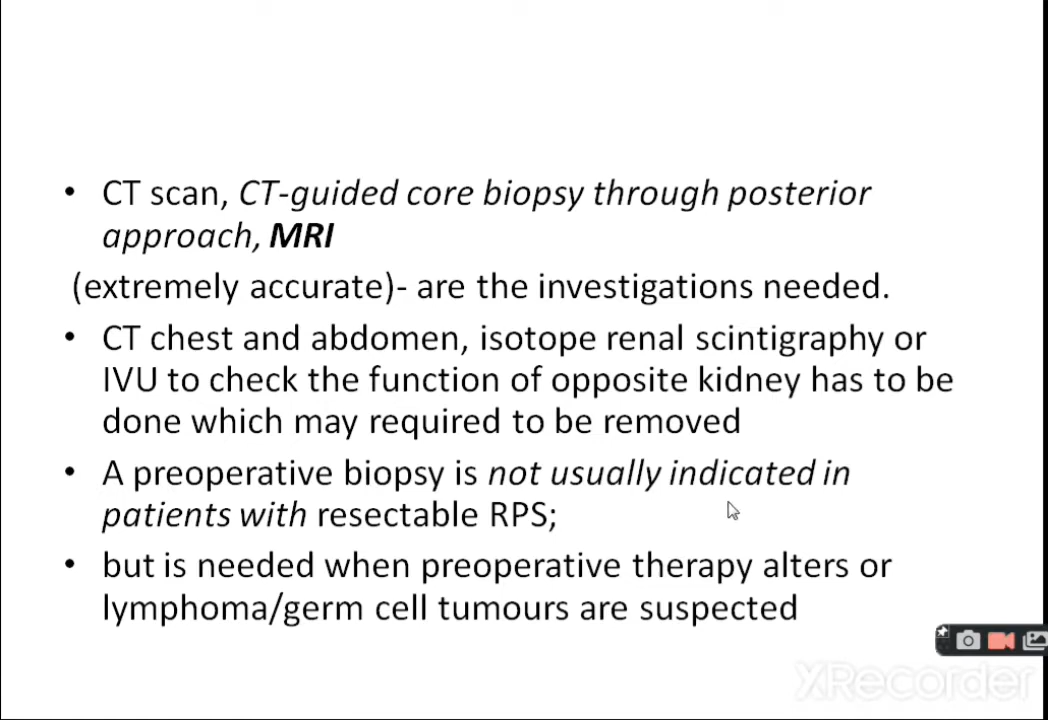 • CT scan, CT-guided core biopsy through posterior
approach, MRI
(extremely accurate)- are the investigations needed.
• CT chest and abdomen, isotope renal scintigraphy or
IVU to check the function of opposite kidney has to be
done which may required to be removed
• A preoperative biopsy is not usually indicated in
patients with resectable RPS;
• but is needed when preoperative therapy alters or
lymphoma/germ cell tumours are suspected
XRecorder